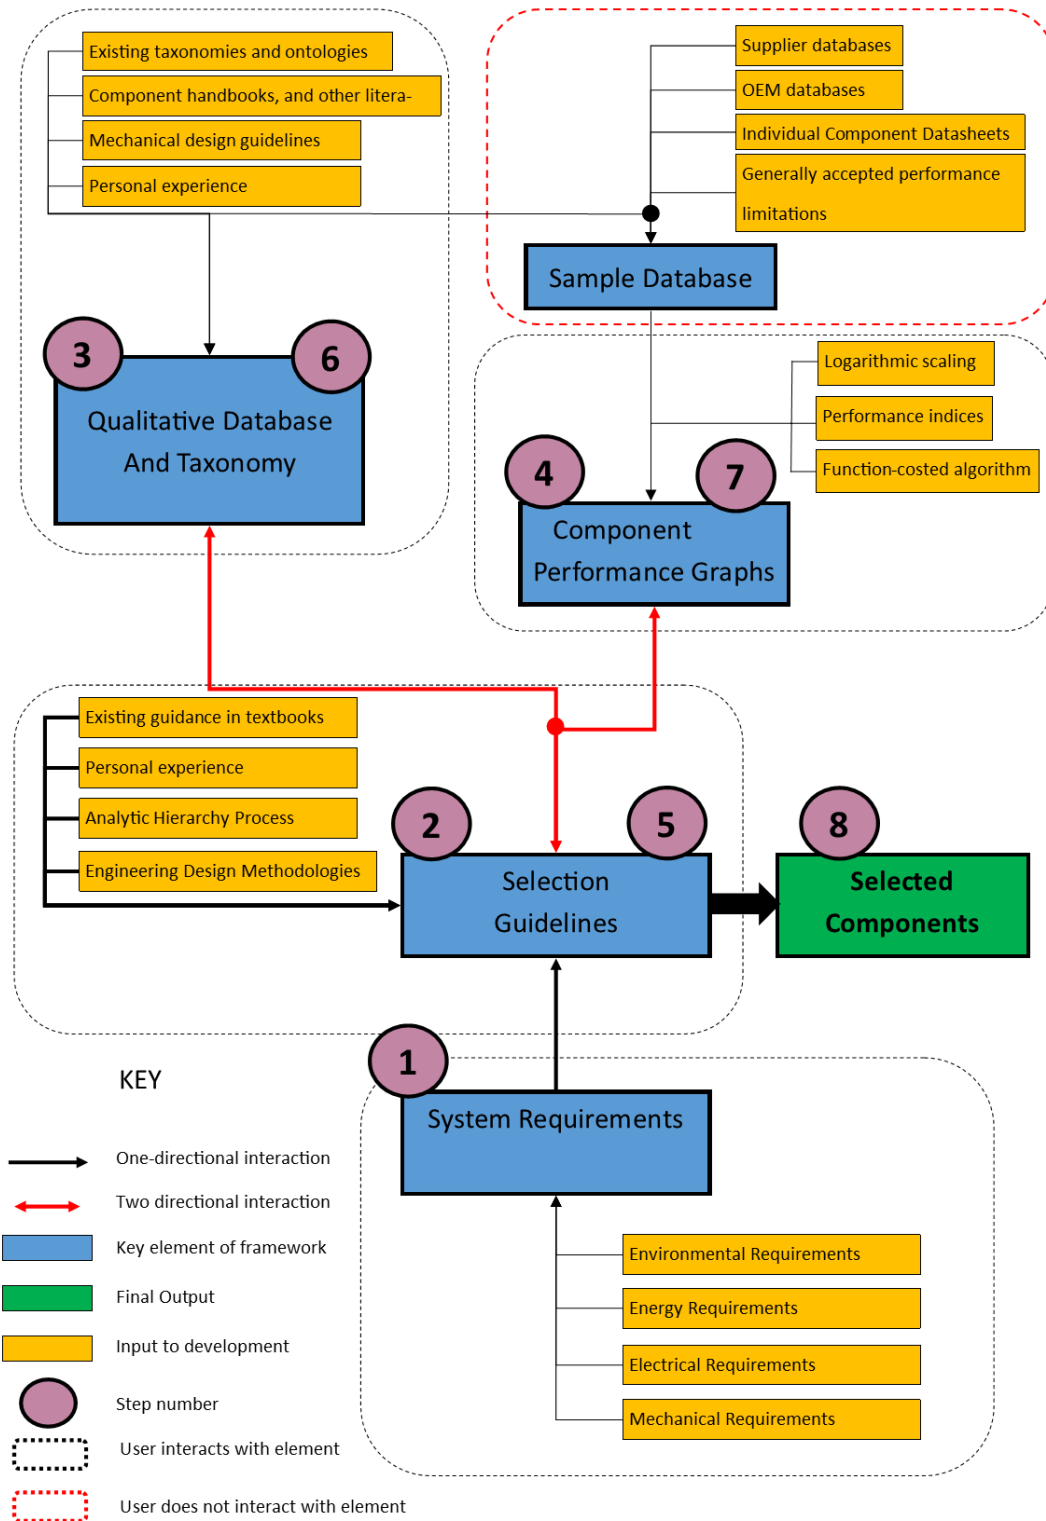 Existing taxonomies and ontologies
Component handbooks, and other litera-
Mechanical design guidelines
Personal experience
Supplier databases
OEM databases
Individual Component Datasheets
Generally accepted performance
limitations
Sample Database
3
6
Qualitative Database
And Taxonomy
Logarithmic scaling
Performance indices
Function-costed algorithm
4
7
Component
Performance Graphs
Existing guidance in textbooks
Personal experience
Analytic Hierarchy Process
Engineering Design Methodologies
2
5
Selection
Guidelines
8
Selected
Components
1
System Requirements
Environmental Requirements
Energy Requirements
Electrical Requirements
Mechanical Requirements
KEY
One-directional interaction
Two directional interaction
Key element of framework
Final Output
Input to development
Step number
User interacts with element
User does not interact with element